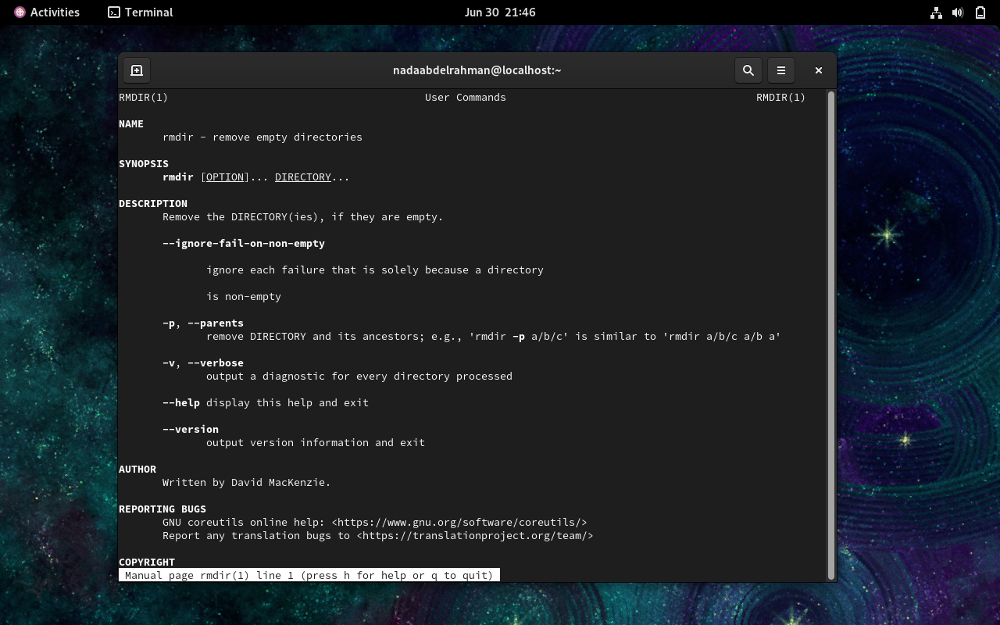 Activities Terminal Jun 30 21:46
nadaabdelrahman@localhost:~
RMDIR(1) User Commands RMDIR(1)
NAME
rmdir - remove empty directories
SYNOPSIS
rmdir [OPTION]... DIRECTORY...
DESCRIPTION
Remove the DIRECTORY(ies), if they are empty.
--ignore-fail-on-non-empty
ignore each failure that is solely because a directory
is non-empty
-p, --parents
remove DIRECTORY and its ancestors; e.g., 'rmdir -p a/b/c' is similar to 'rmdir a/b/c a/b a'
-v, --verbose
output a diagnostic for every directory processed
--help display this help and exit
--version
output version information and exit
AUTHOR
Written by David MacKenzie.
REPORTING BUGS
GNU coreutils online help: <https://www.gnu.org/software/coreutils/>
Report any translation bugs to <https://translationproject.org/team/>
COPYRIGHT
Manual page rmdir(1) line 1 (press h for help or q to quit)